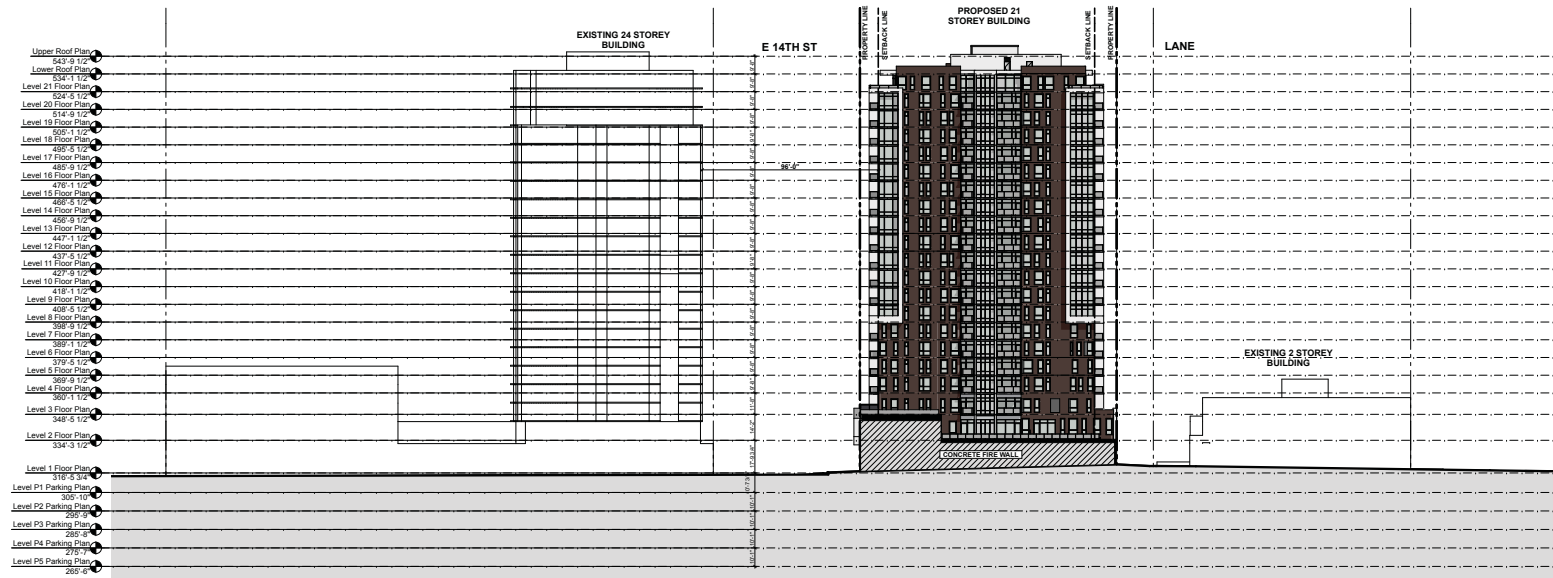 PROPOSED 21
STOREY BUILDING
EXISTING 24 STOREY
BUILDING
E 14TH ST
PROPERTY LINE
SETBACK LINE
SETBACK LINE
PROPERTY LINE
LANE
Upper Roof Plan
543'-9 1/2"
Lower Roof Plan
534'-1 1/2"
Level 21 Floor Plan
524'-5 1/2"
Level 20 Floor Plan
514'-9 1/2"
Level 19 Floor Plan
505'-1 1/2"
Level 18 Floor Plan
495'-5 1/2"
Level 17 Floor Plan
485'-9 1/2"
Level 16 Floor Plan
476'-1 1/2"
Level 15 Floor Plan
466'-5 1/2"
Level 14 Floor Plan
456'-9 1/2"
Level 13 Floor Plan
447'-1 1/2"
Level 12 Floor Plan
437'-5 1/2"
Level 11 Floor Plan
427'-9 1/2"
Level 10 Floor Plan
418'-1 1/2"
Level 9 Floor Plan
408'-5 1/2"
Level 8 Floor Plan
398'-9 1/2"
Level 7 Floor Plan
389'-1 1/2"
Level 6 Floor Plan
379'-5 1/2"
Level 5 Floor Plan
369'-9 1/2"
Level 4 Floor Plan
360'-1 1/2"
Level 3 Floor Plan
348'-5 1/2"
Level 2 Floor Plan
334'-3 1/2"
Level 1 Floor Plan
316'-5 3/4"
Level P1 Parking Plan
305'-10"
Level P2 Parking Plan
295'-9"
Level P3 Parking Plan
285'-8"
Level P4 Parking Plan
275'-7"
Level P5 Parking Plan
265'-6"
96'-0"
EXISTING 2 STOREY
BUILDING
CONCRETE FIRE WALL